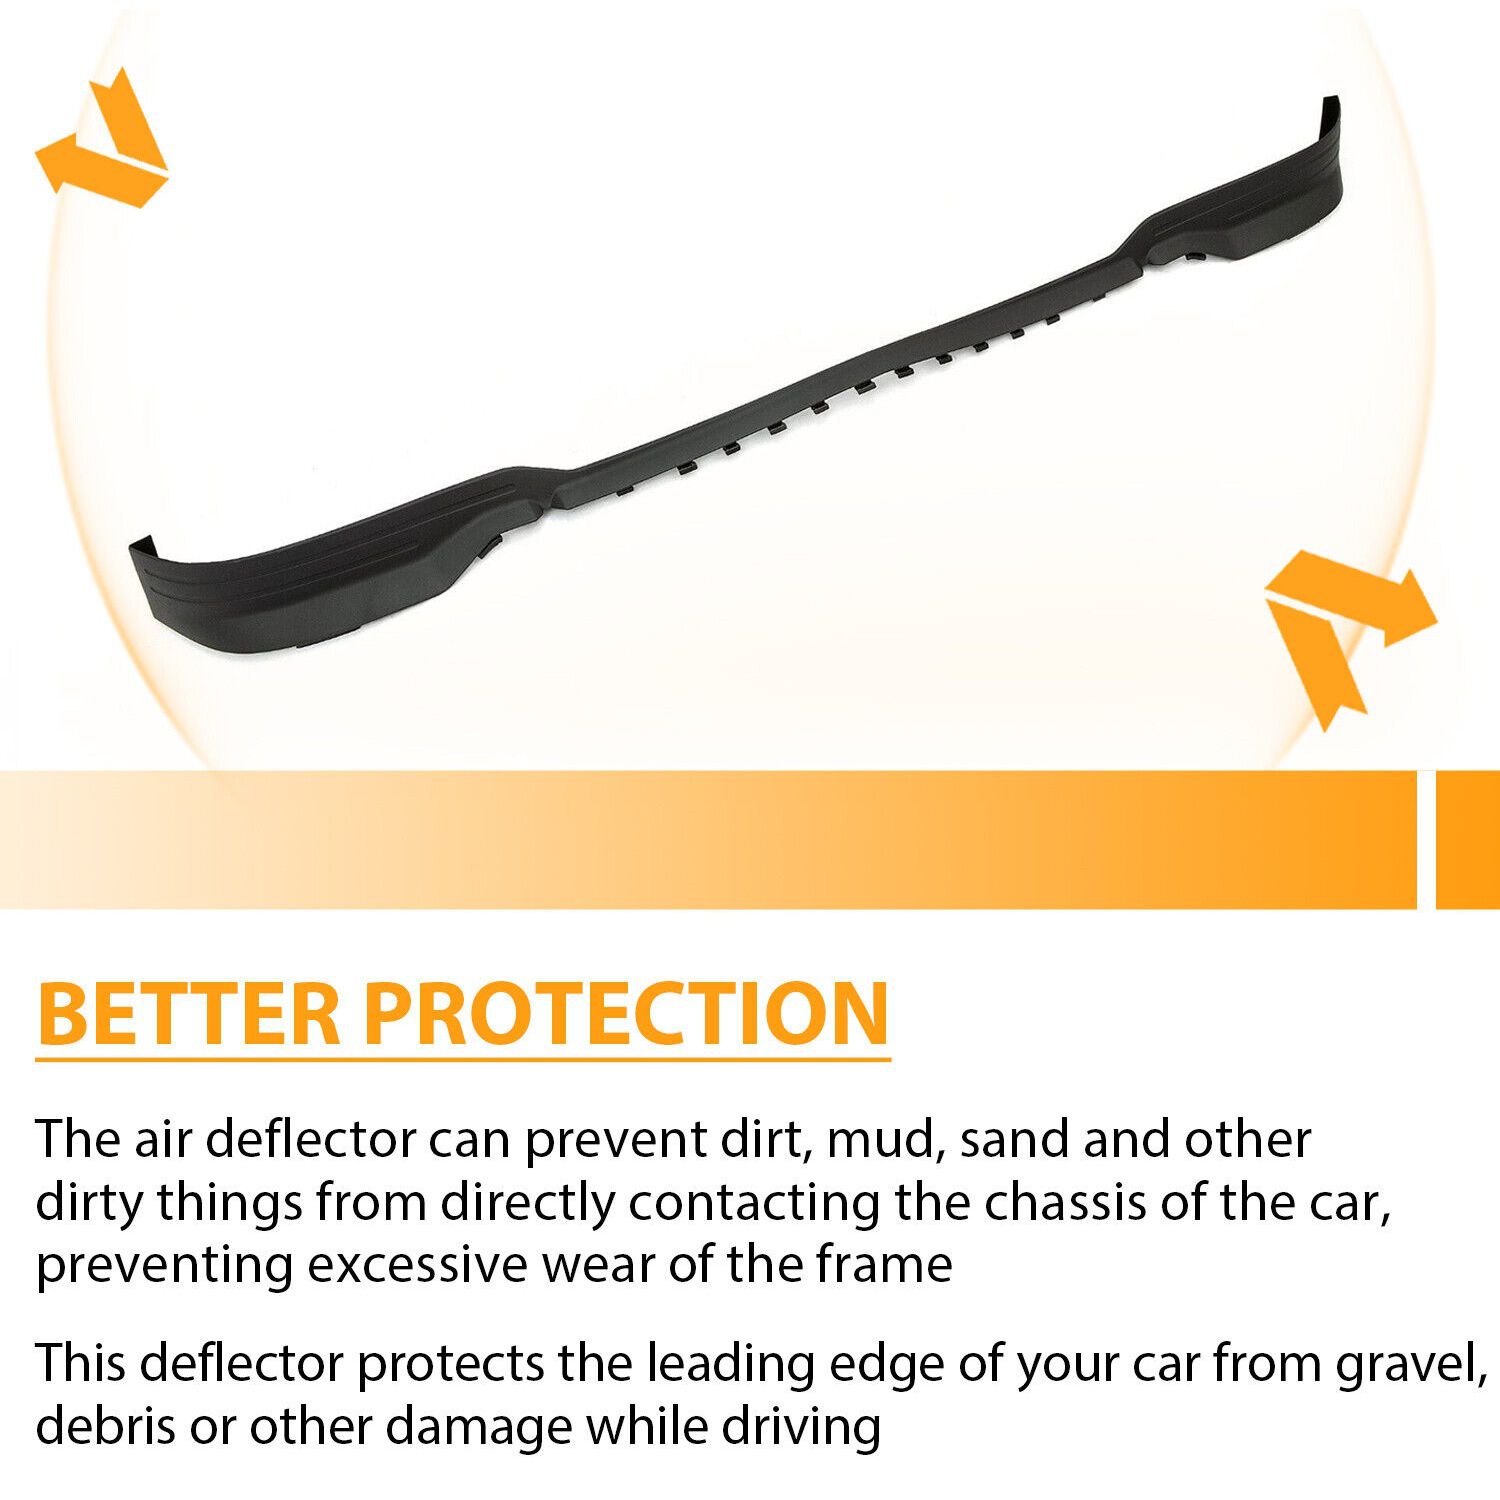 BETTER PROTECTION
The air deflector can prevent dirt, mud, sand and other
dirty things from directly contacting the chassis of the car,
preventing excessive wear of the frame
This deflector protects the leading edge of your car from gravel,
debris or other damage while driving